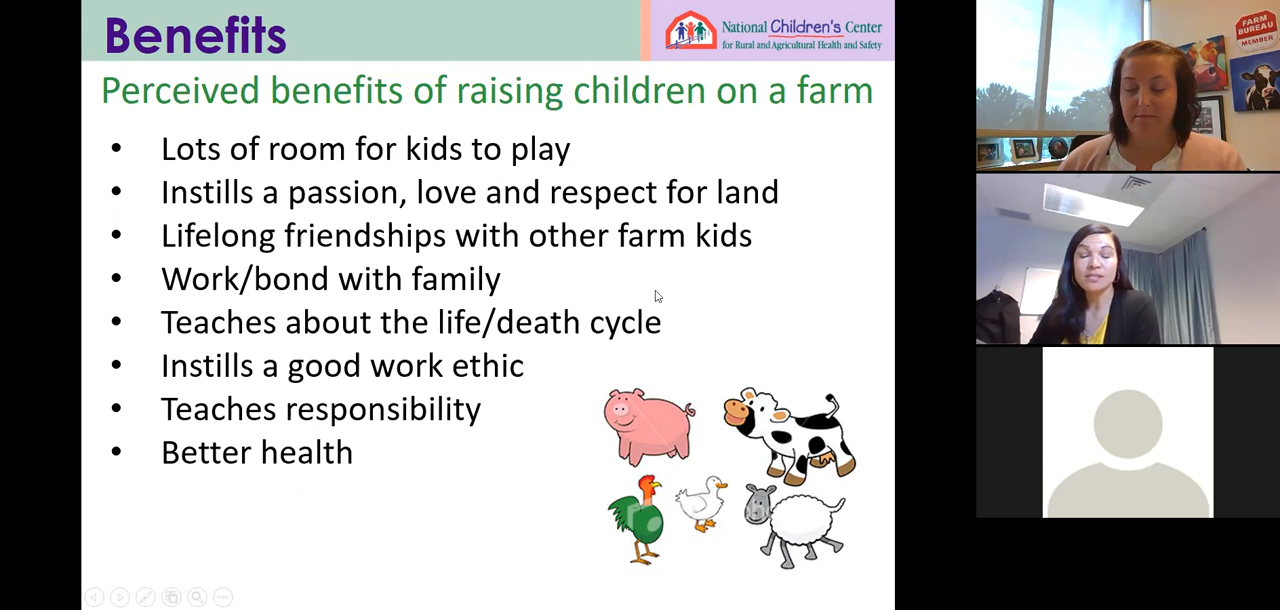 Benefits
National Children's Center
for Rural and Agricultural Health and Safety
Perceived benefits of raising children on a farm
• Lots of room for kids to play
• Instills a passion, love and respect for land
• Lifelong friendships with other farm kids
• Work/bond with family
• Teaches about the life/death cycle
• Instills a good work ethic
• Teaches responsibility
• Better health
FARM
BUREAU
MEMBER